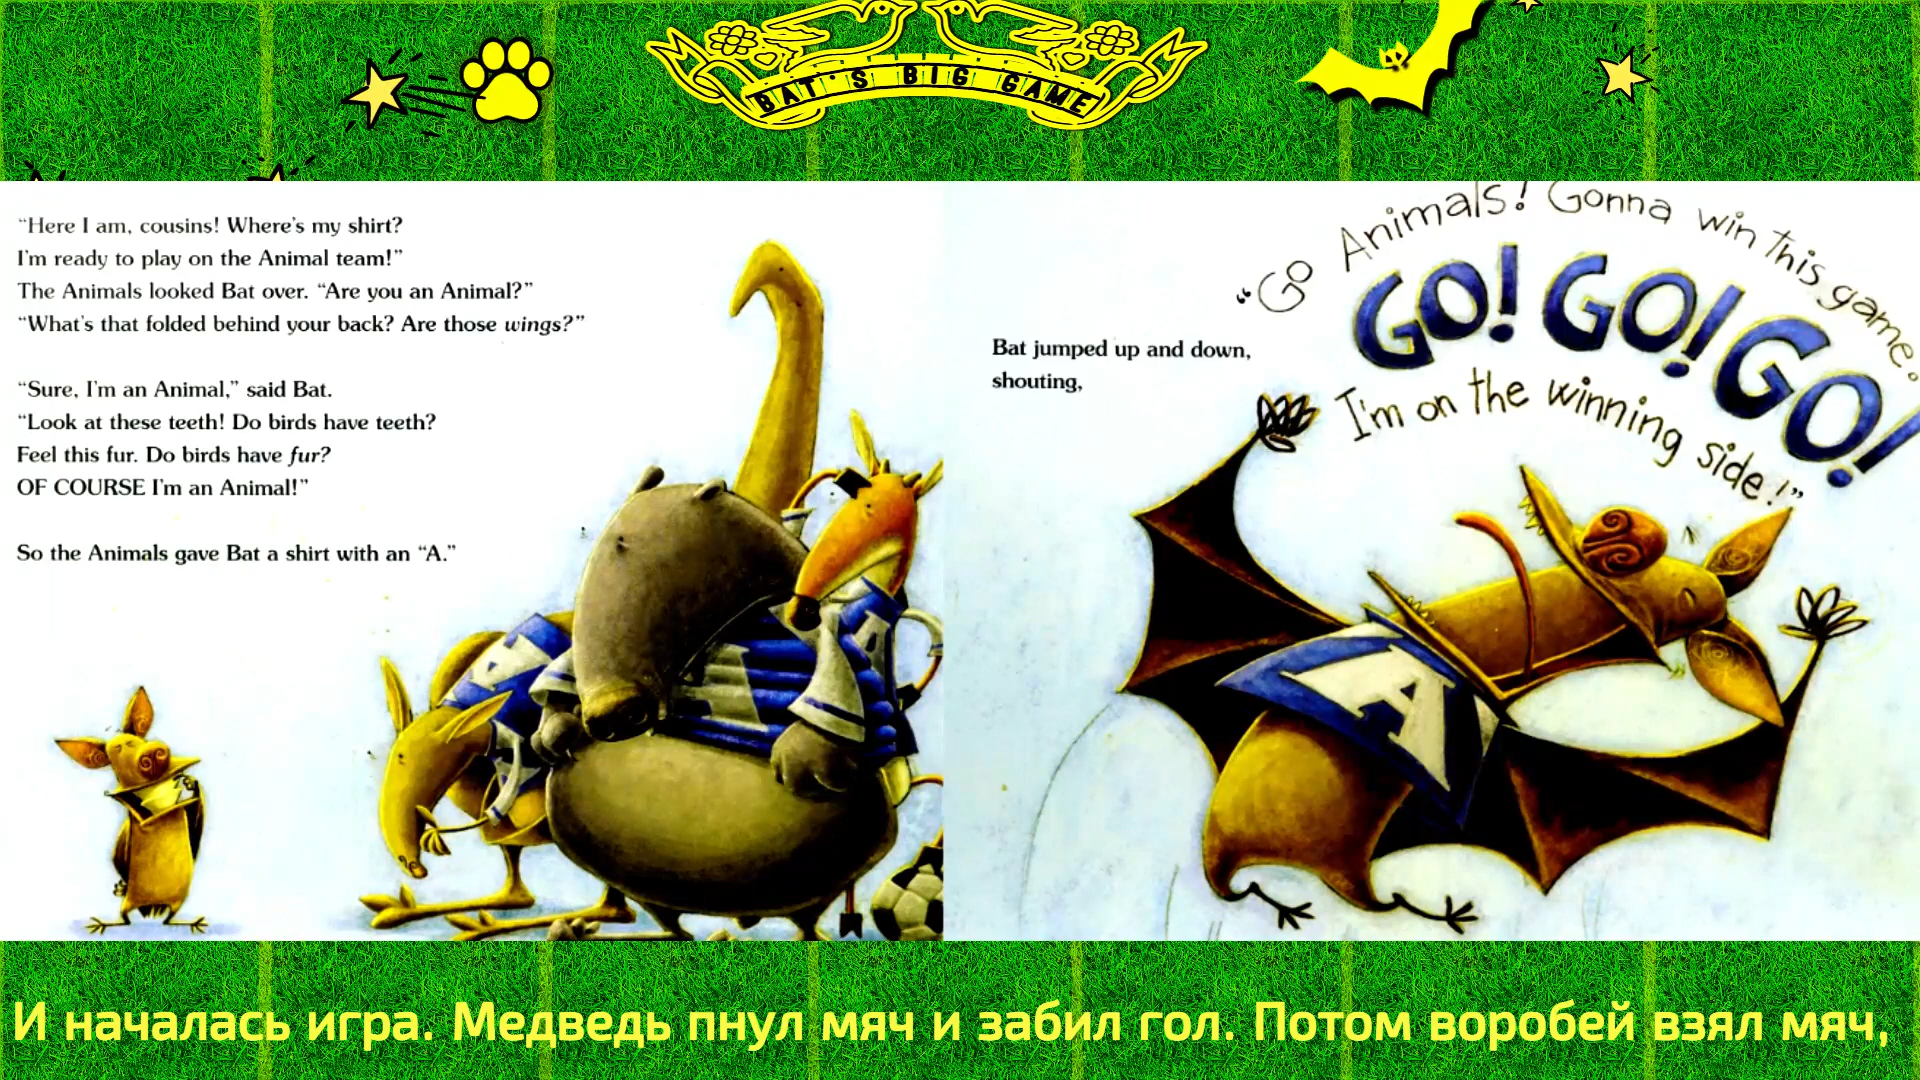 BAT'S BIG GAME
“Here I am, cousins! Where’s my shirt?
I’m ready to play on the Animal team!”
The Animals looked Bat over. “Are you an Animal?”
“What’s that folded behind your back? Are those wings?”
“Sure, I’m an Animal,” said Bat.
“Look at these teeth! Do birds have teeth?
Feel this fur. Do birds have fur?
OF COURSE I’m an Animal!”
So the Animals gave Bat a shirt with an “A.”
A
A
A
Bat jumped up and down,
shouting,
“Go Animals! Gonna win this game.
GO! GO! GO!
I'm on the winning side!”
A
И началась игра. Медведь пнул мяч и забил гол. Потом воробей взял мяч,